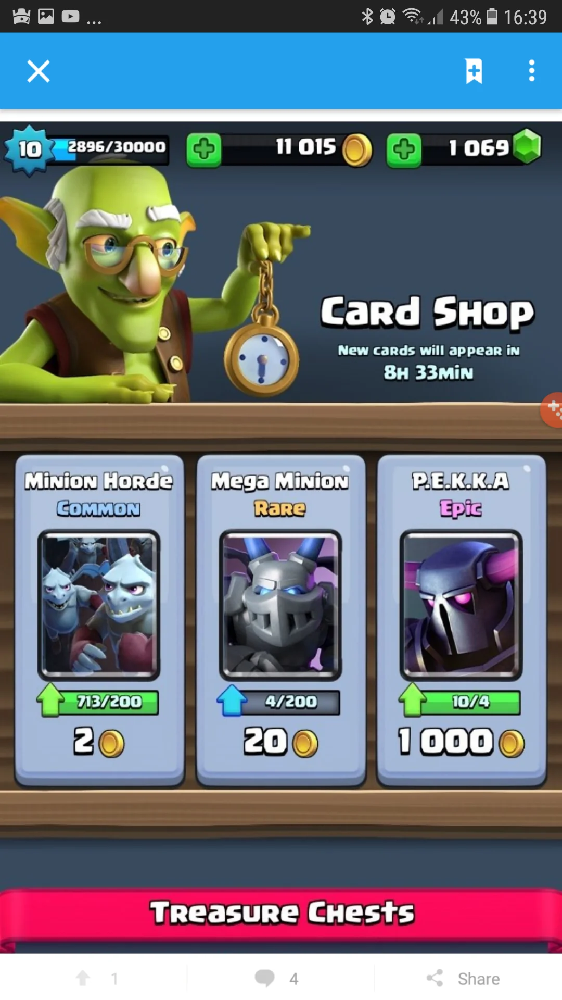 ... 43% 16:39
10 2896/30000 11 015 1 069
Card Shop
New cards will appear in
8H 33MIN
Minion Horde
Common
713/200
2
Mega Minion
Rare
4/200
20
P.E.K.K.A
Epic
10/4
1 000
Treasure Chests
1 4 Share